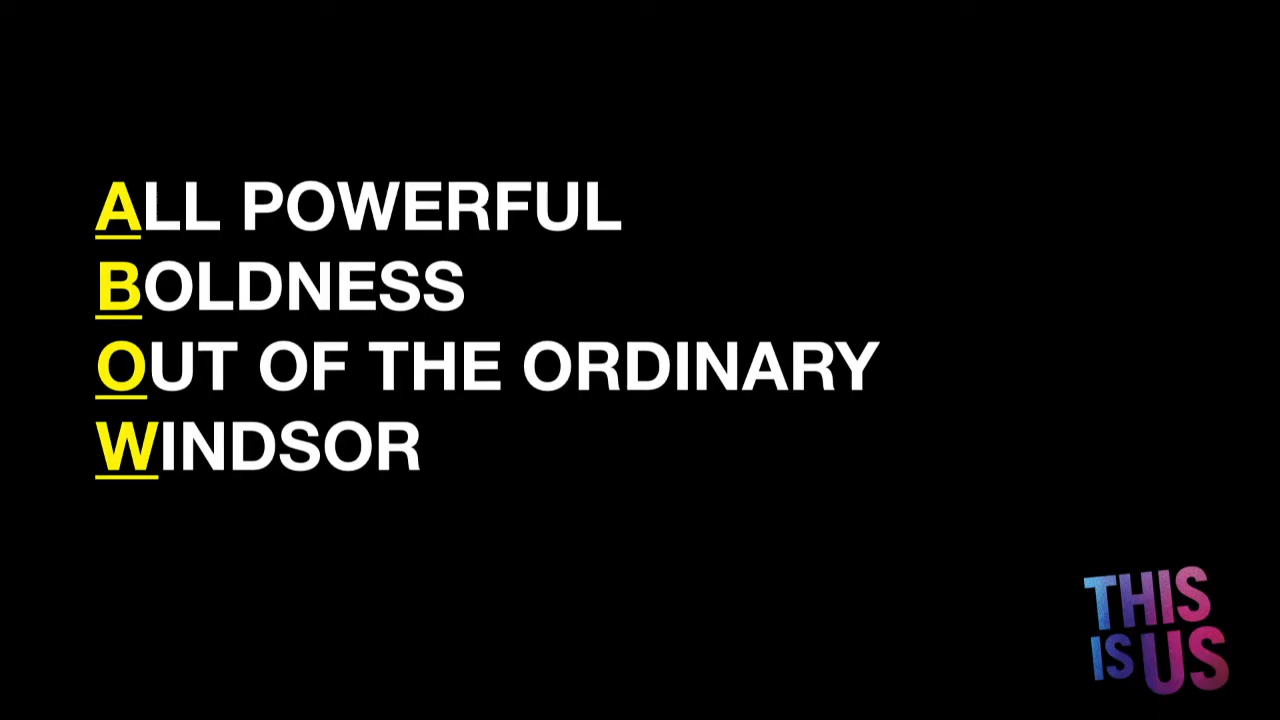 ALL POWERFUL
BOLDNESS
OUT OF THE ORDINARY
WINDSOR
THIS
IS US